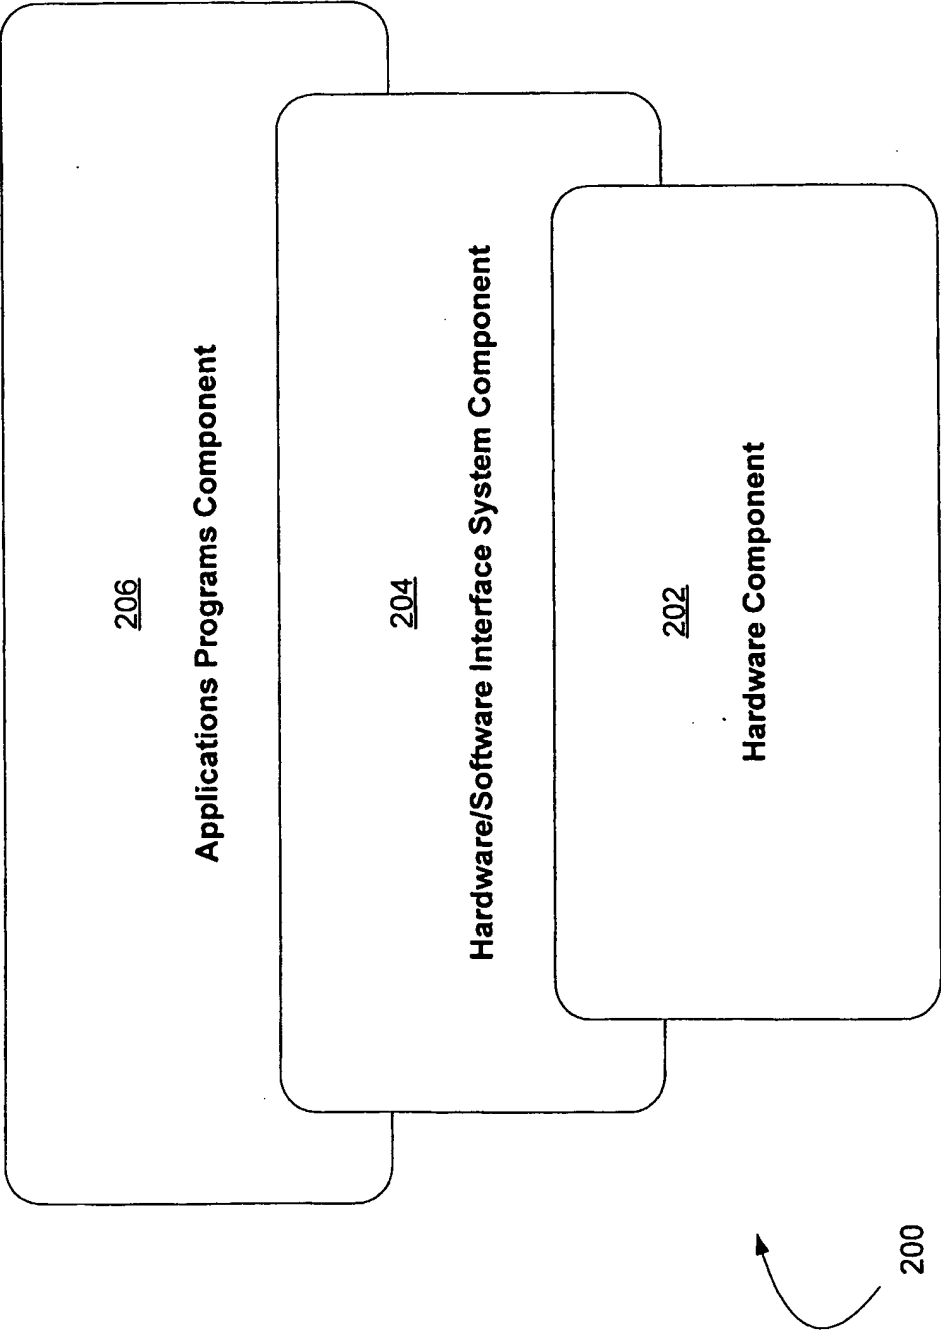 206
Applications Programs Component
204
Hardware/Software Interface System Component
202
Hardware Component
200